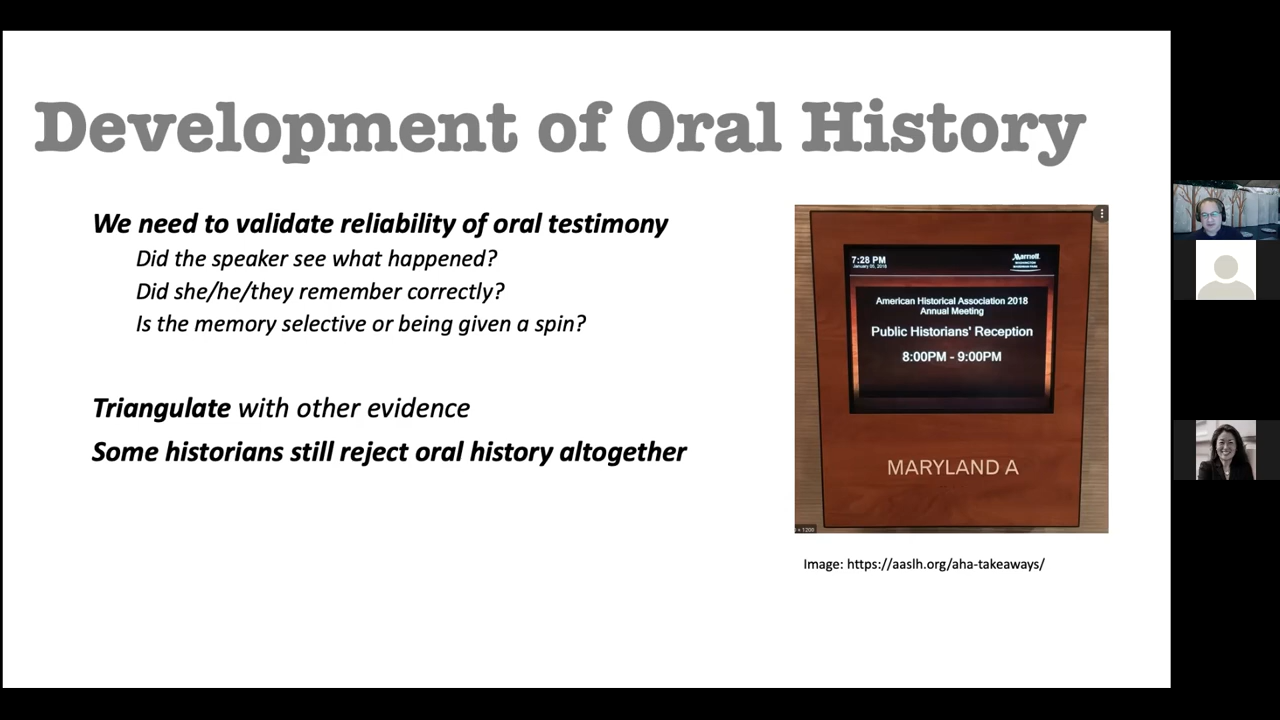 Development of Oral History
We need to validate reliability of oral testimony
Did the speaker see what happened?
Did she/he/they remember correctly?
Is the memory selective or being given a spin?
Triangulate with other evidence
Some historians still reject oral history altogether
7:28 PM
January 05, 2018
Marriott
American Historical Association 2018
Annual Meeting
Public Historians' Reception
8:00PM - 9:00PM
MARYLAND A
Image: https://aaslh.org/aha-takeaways/